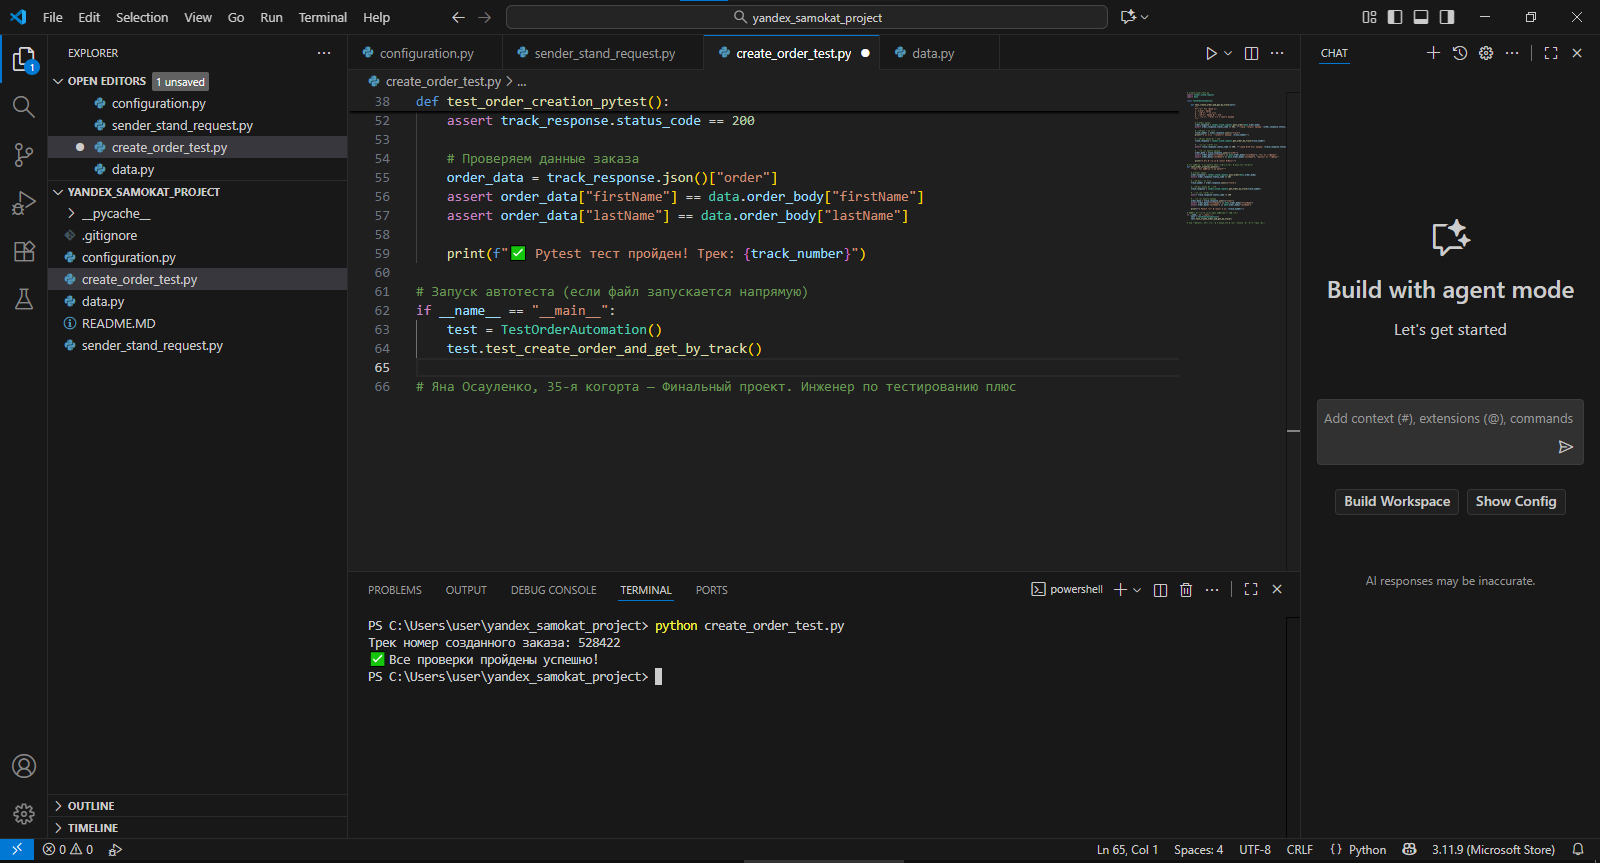 File Edit Selection View Go Run Terminal Help
yandex_samokat_project
EXPLORER
OPEN EDITORS 1 unsaved
configuration.py
sender_stand_request.py
create_order_test.py
data.py
YANDEX_SAMOKAT_PROJECT
__pycache__
.gitignore
configuration.py
create_order_test.py
data.py
README.MD
sender_stand_request.py
OUTLINE
TIMELINE
1
configuration.py sender_stand_request.py create_order_test.py data.py
create_order_test.py > ...
38 def test_order_creation_pytest():
52 assert track_response.status_code == 200
53
54 # Проверяем данные заказа
55 order_data = track_response.json()["order"]
56 assert order_data["firstName"] == data.order_body["firstName"]
57 assert order_data["lastName"] == data.order_body["lastName"]
58
59 print(f"✅ Pytest тест пройден! Трек: {track_number}")
60
61 # Запуск автотеста (если файл запускается напрямую)
62 if __name__ == "__main__":
63 test = TestOrderAutomation()
64 test.test_create_order_and_get_by_track()
65
66 # Яна Осауленко, 35-я когорта — Финальный проект. Инженер по тестированию плюс
PROBLEMS OUTPUT DEBUG CONSOLE TERMINAL PORTS
powershell
PS C:\Users\user\yandex_samokat_project> python create_order_test.py
Трек номер созданного заказа: 528422
✅ Все проверки пройдены успешно!
PS C:\Users\user\yandex_samokat_project>
CHAT
Build with agent mode
Let's get started
Add context (#), extensions (@), commands
Build Workspace Show Config
AI responses may be inaccurate.
0 0
Ln 65, Col 1 Spaces: 4 UTF-8 CRLF {} Python 3.11.9 (Microsoft Store)